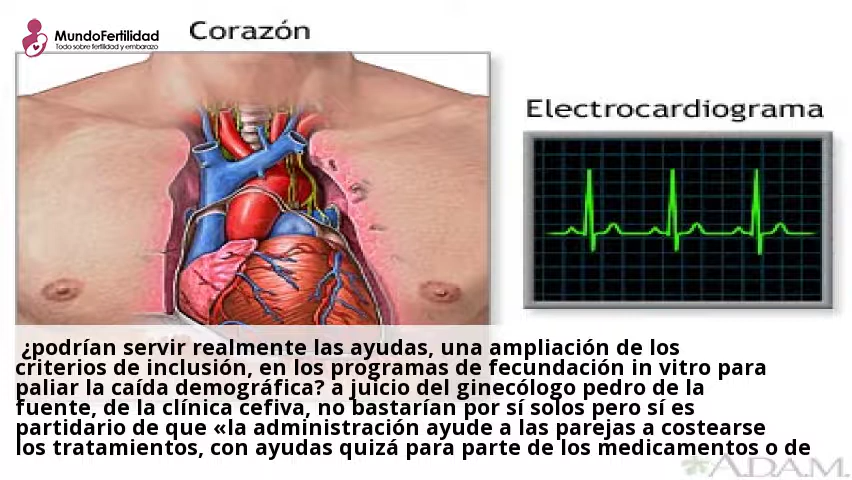 MundoFertilidad
Todo sobre fertilidad y embarazo
Corazón
Electrocardiograma
¿podrían servir realmente las ayudas, una ampliación de los
criterios de inclusión, en los programas de fecundación in vitro para
paliar la caída demográfica? a juicio del ginecólogo pedro de la
fuente, de la clínica cefiva, no bastarían por sí solos pero sí es
partidario de que «la administración ayude a las parejas a costearse
los tratamientos, con ayudas quizá para parte de los medicamentos o de
A.D.A.M.